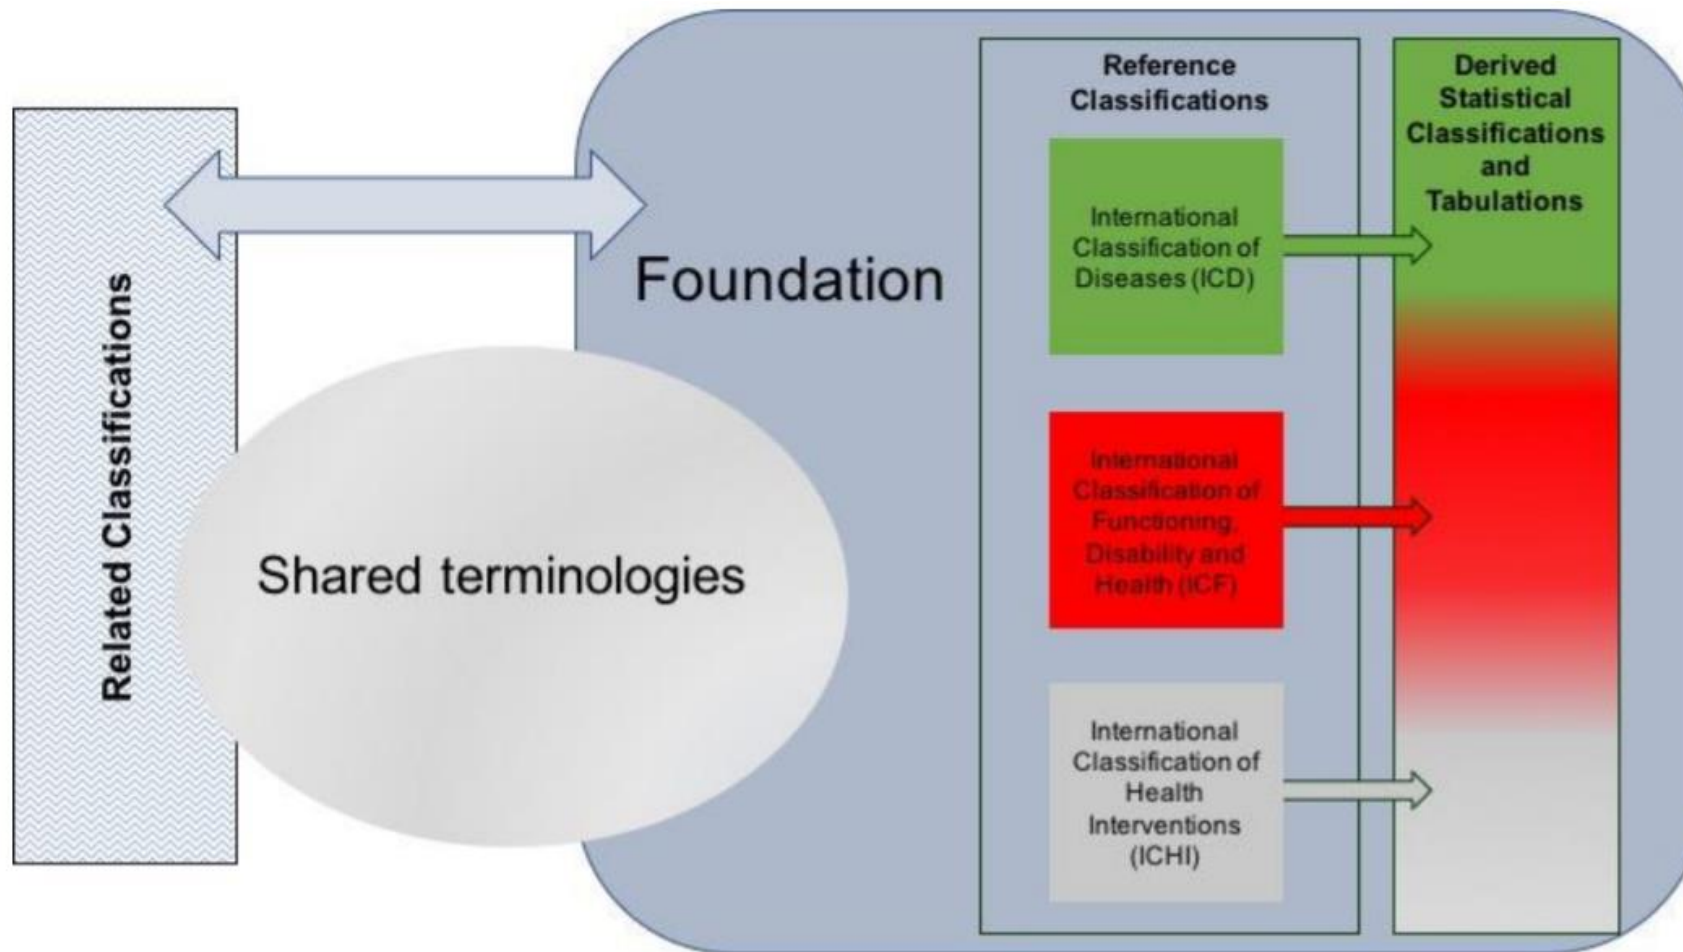 Related Classifications
Foundation
Shared terminologies
Reference
Classifications
International
Classification of
Diseases (ICD)
International
Classification of
Functioning,
Disability and
Health (ICF)
International
Classification of
Health
Interventions
(ICHI)
Derived
Statistical
Classifications
and
Tabulations